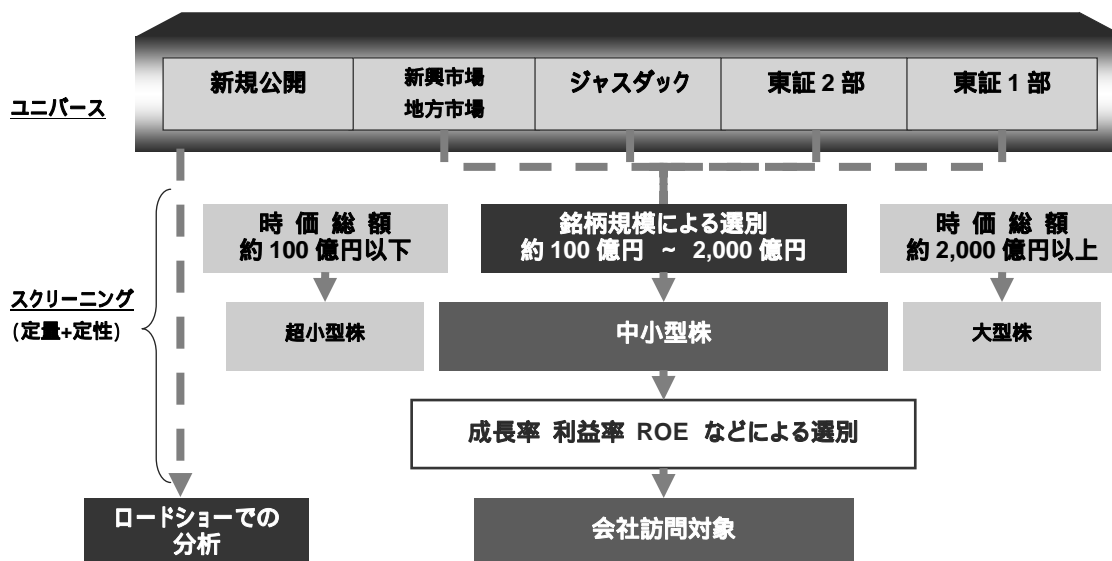 ユニバース
新規公開
新興市場
地方市場
ジャスダック
東証 2 部
東証 1 部
スクリーニング
(定量+定性)
時 価 総 額
約 100 億円以下
銘柄規模による選別
約 100 億円 ~ 2,000 億円
時 価 総 額
約 2,000 億円以上
超小型株
中小型株
大型株
成長率 利益率 ROE などによる選別
ロードショーでの
分析
会社訪問対象